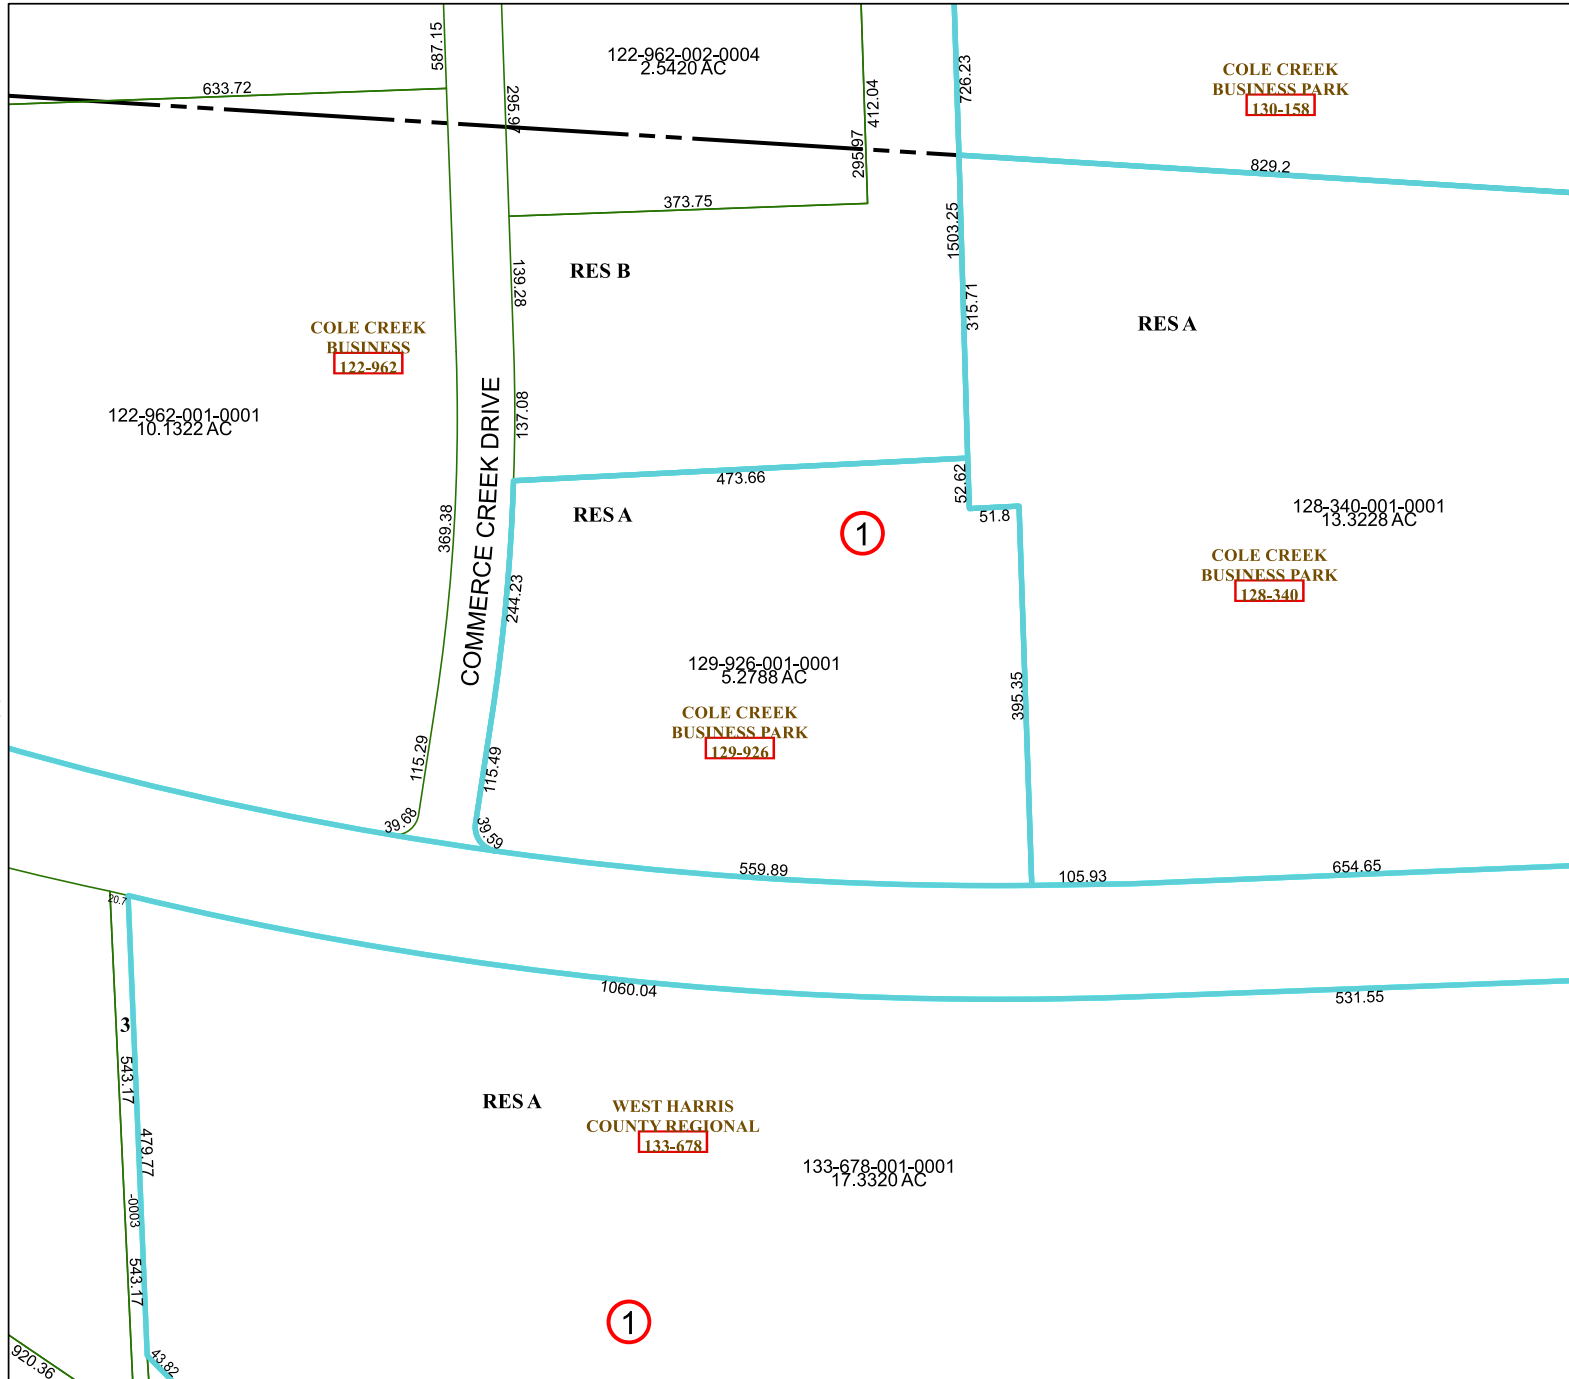 587.15
122-962-002-0004
2.5420 AC
633.72
295.97
412.04
295.97
726.23
COLE CREEK
BUSINESS PARK
130-158
829.2
373.75
1503.25
139.28
RES B
315.71
RES A
COLE CREEK
BUSINESS
122-962
122-962-001-0001
10.1322 AC
137.08
COMMERCE CREEK DRIVE
473.66
52.62
51.8
369.38
RES A
1
128-340-001-0001
13.3228 AC
COLE CREEK
BUSINESS PARK
128-340
244.23
129-926-001-0001
5.2788 AC
395.35
COLE CREEK
BUSINESS PARK
129-926
115.29
115.49
39.68
39.59
559.89
105.93
654.65
20.7
1060.04
531.55
3
543.17
RES A
WEST HARRIS
COUNTY REGIONAL
133-678
479.77
133-678-001-0001
17.3320 AC
-0003
543.17
1
920.36
43.82